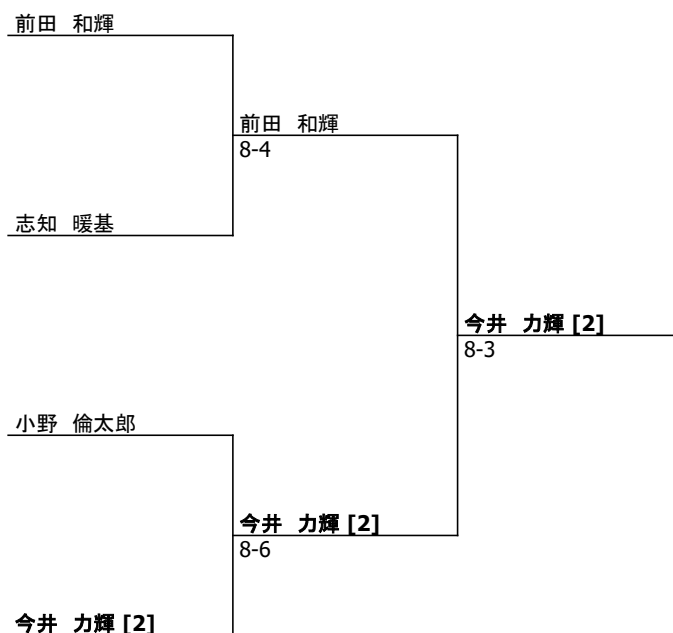 前田　和輝
前田　和輝
8-4
志知　暖基
今井　力輝 [2]
8-3
小野　倫太郎
今井　力輝 [2]
8-6
今井　力輝 [2]